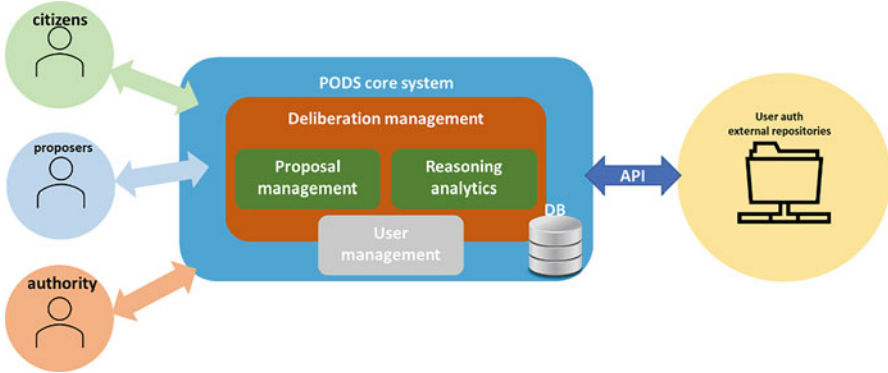 citizens
proposers
authority
PODS core system
Deliberation management
Proposal
management
Reasoning
analytics
User
management
DB
API
User auth
external repositories